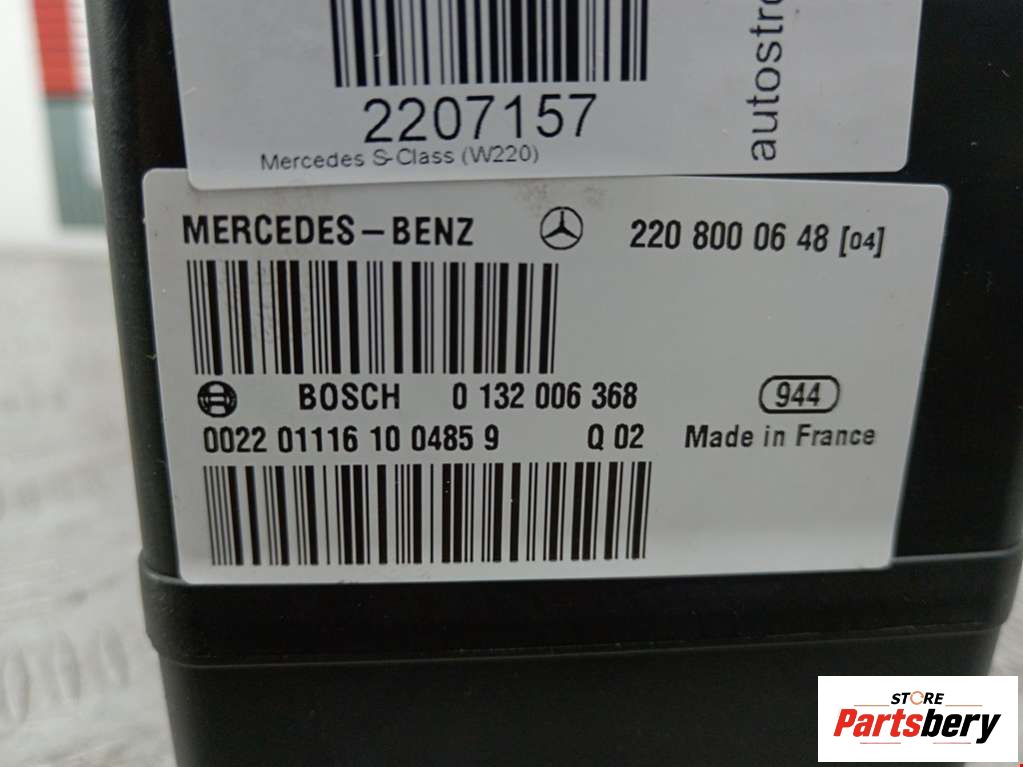 2207157
Mercedes S-Class (W220)
MERCEDES-BENZ 220 800 06 48 [04]
BOSCH 0 132 006 368 944
0022 01116 10 0485 9 Q 02 Made in France
STORE
Partsbery